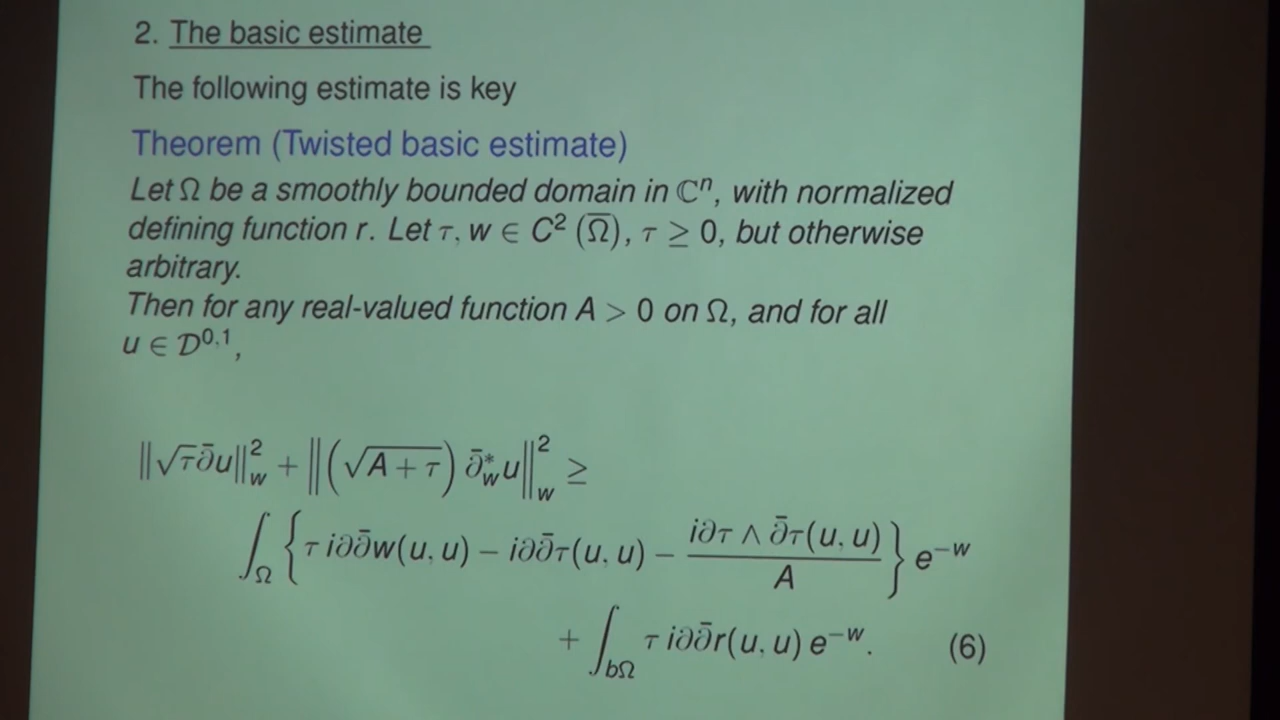 2. The basic estimate
The following estimate is key
Theorem (Twisted basic estimate)
Let Ω be a smoothly bounded domain in ℂⁿ, with normalized
defining function r. Let τ, w ∈ C² (Ω̅), τ ≥ 0, but otherwise
arbitrary.
Then for any real-valued function A > 0 on Ω, and for all
u ∈ 𝒟⁰·¹,
‖√τ ∂̄u‖²_w + ‖(√(A + τ)) ∂̄*_w u‖²_w ≥
∫_Ω {τ i∂∂̄w(u, u) − i∂∂̄τ(u, u) − (i∂τ ∧ ∂̄τ(u, u))/A} e^{−w}
+ ∫_{bΩ} τ i∂∂̄r(u, u) e^{−w}. (6)